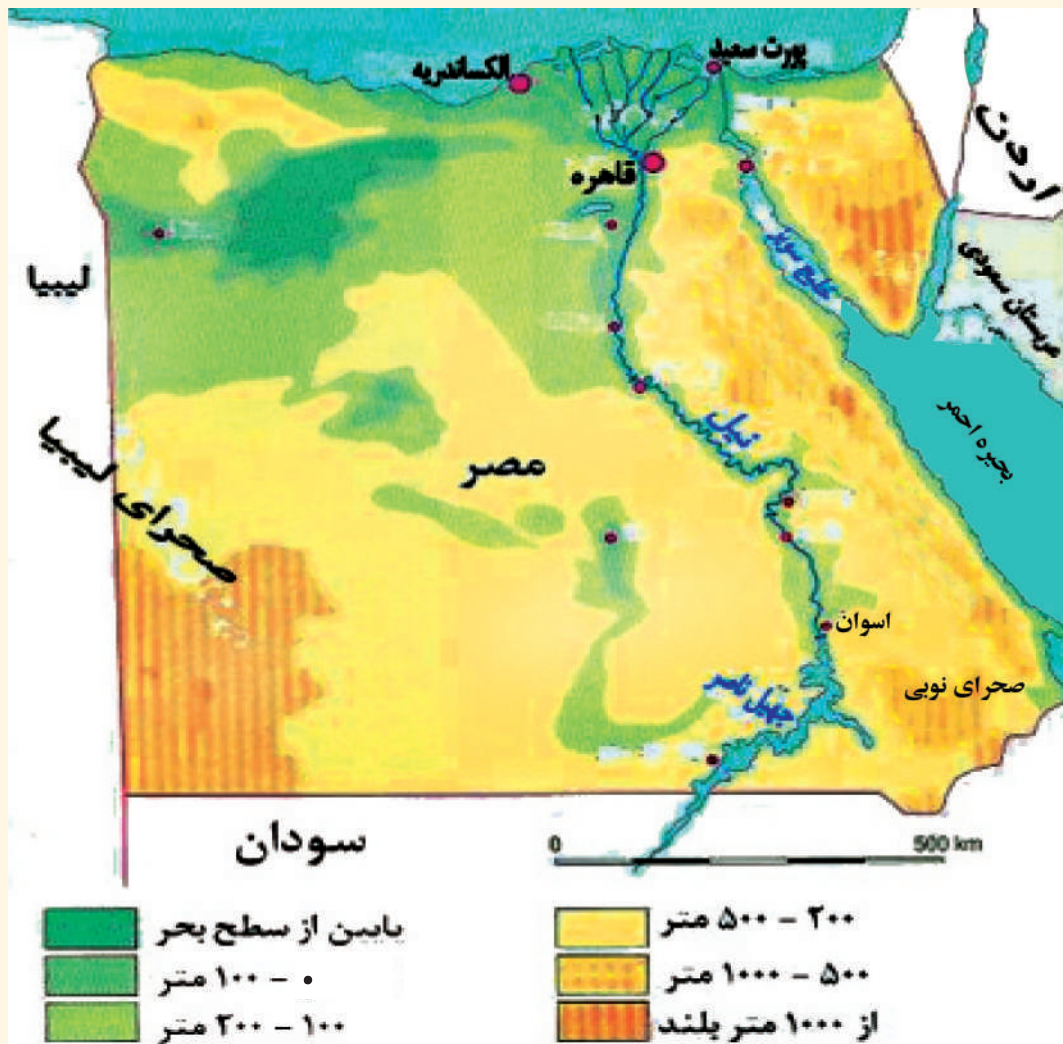 پورت سعید
الکساندریه
اردن
قاهره
خلیج سوئز
عربستان سعودی
لیبیا
بحیره احمر
نیل
مصر
صحرای لیبیا
اسوان
صحرای نوبی
جهیل ناصر
سودان
0 500 km
پایین از سطح بحر
۰ - ۱۰۰ متر
۱۰۰ - ۲۰۰ متر
۲۰۰ - ۵۰۰ متر
۵۰۰ - ۱۰۰۰ متر
از ۱۰۰۰ متر بلند